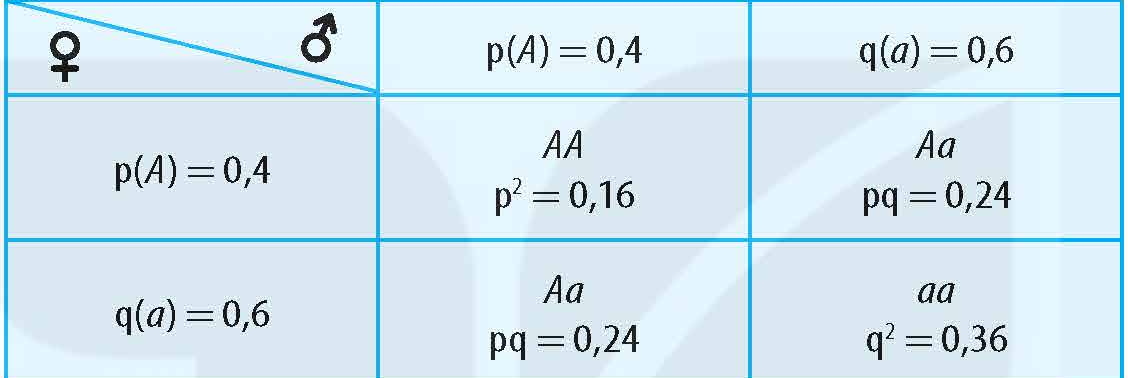 ♀ ♂ p(A) = 0,4 q(a) = 0,6
p(A) = 0,4
AA
p² = 0,16
Aa
pq = 0,24
q(a) = 0,6
Aa
pq = 0,24
aa
q² = 0,36